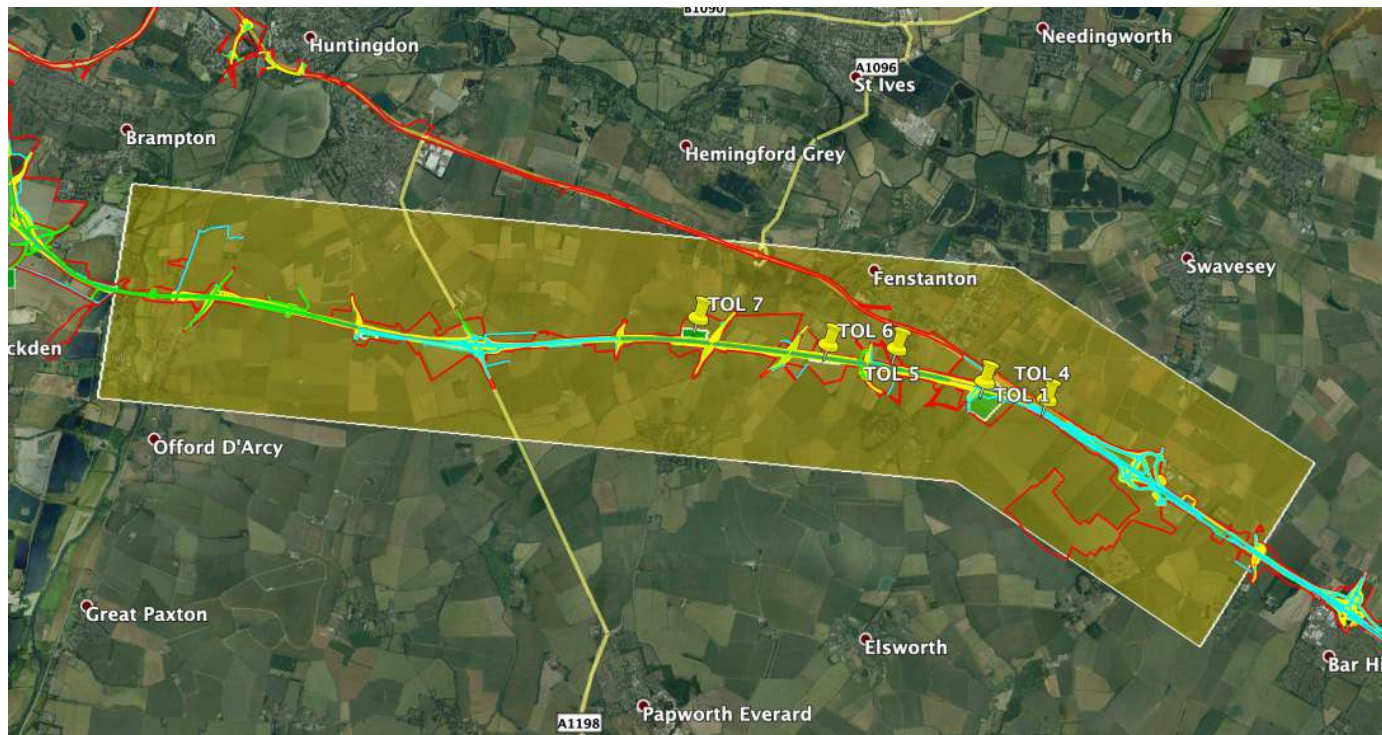 B1090
Huntingdon
Needingworth
A1096
St Ives
Brampton
Hemingford Grey
Swavesey
Fenstanton
TOL 7
TOL 6
TOL 5
TOL 4
TOL 1
ckden
Offord D'Arcy
Great Paxton
Elsworth
Bar Hi
Papworth Everard
A1198